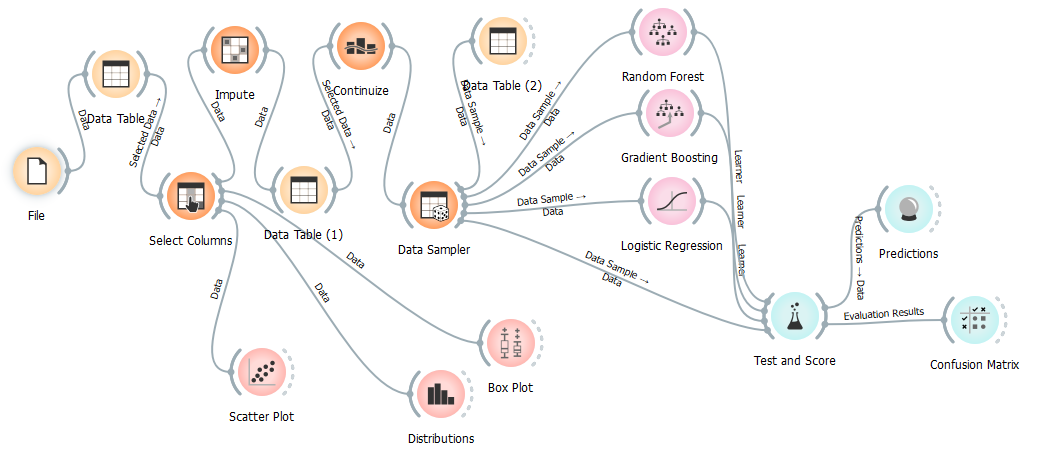 Data Table
Data
Selected Data →
Data
File
Select Columns
Data
Impute
Data
Data Table (1)
Selected Data →
Data
Continuize
Data
Data Sampler
Data Table (2)
Data Sample →
Data
Data Sample →
Data
Random Forest
Data Sample →
Data
Gradient Boosting
Data Sample →
Data
Logistic Regression
Data Sample →
Data
Learner
Learner
Learner
Test and Score
Predictions → Data
Predictions
Evaluation Results
Confusion Matrix
Data
Scatter Plot
Data
Distributions
Data
Box Plot